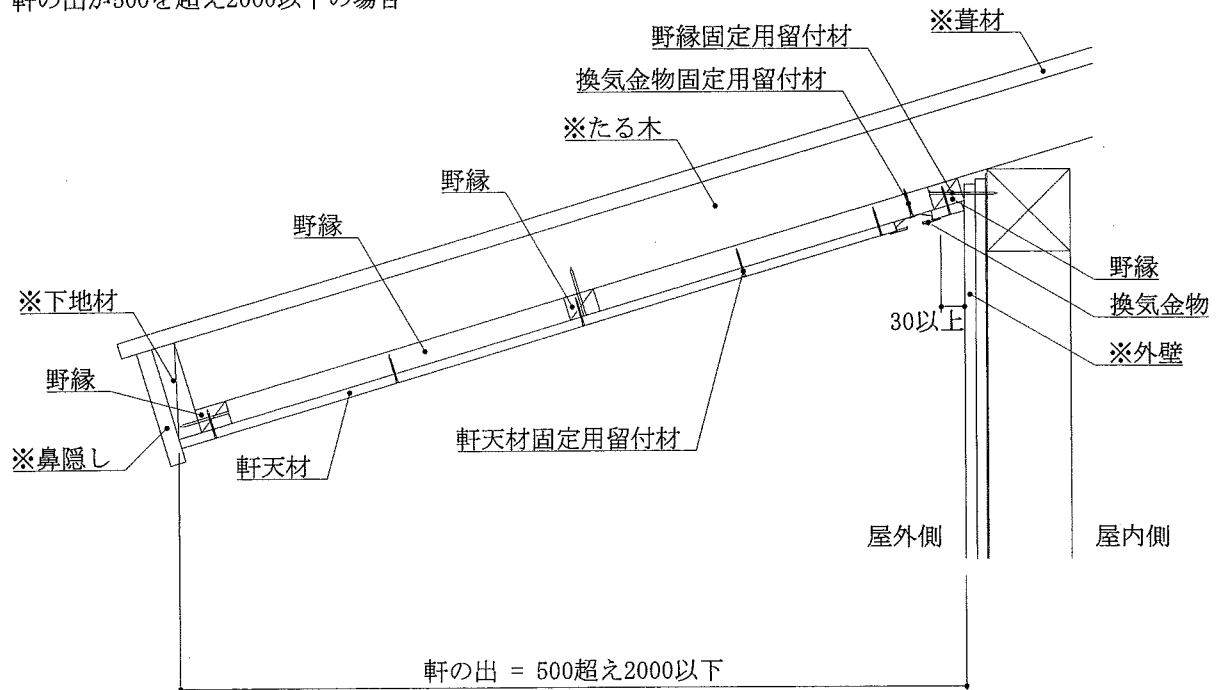 軒の出が500を超え2000以下の場合
※葺材
野縁固定用留付材
換気金物固定用留付材
※たる木
野縁
野縁
※下地材
野縁
換気金物
30以上
※外壁
野縁
軒天材固定用留付材
※鼻隠し
軒天材
屋外側
屋内側
軒の出 = 500超え2000以下